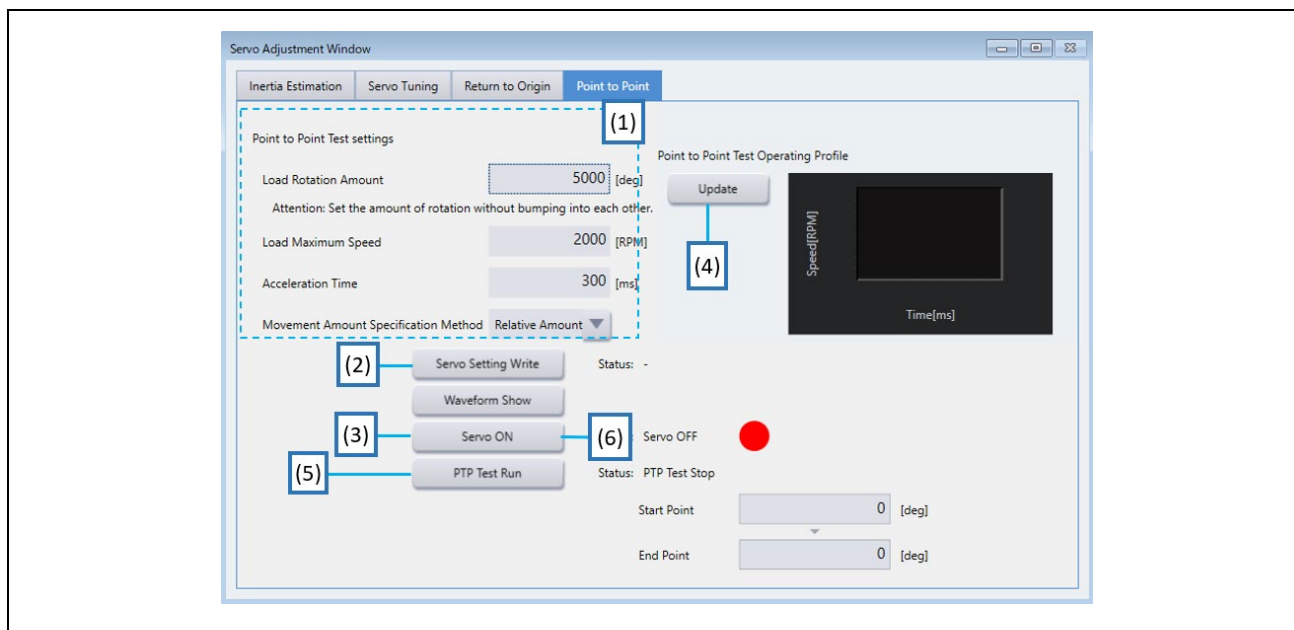 Servo Adjustment Window
Inertia Estimation Servo Tuning Return to Origin Point to Point
(1)
Point to Point Test settings
Point to Point Test Operating Profile
Load Rotation Amount 5000 [deg]
Update
Attention: Set the amount of rotation without bumping into each other.
Load Maximum Speed 2000 [RPM]
(4)
Speed[RPM]
Acceleration Time 300 [ms]
Time[ms]
Movement Amount Specification Method Relative Amount
(2) Servo Setting Write Status: -
Waveform Show
(3) Servo ON (6) : Servo OFF
(5) PTP Test Run Status: PTP Test Stop
Start Point 0 [deg]
End Point 0 [deg]